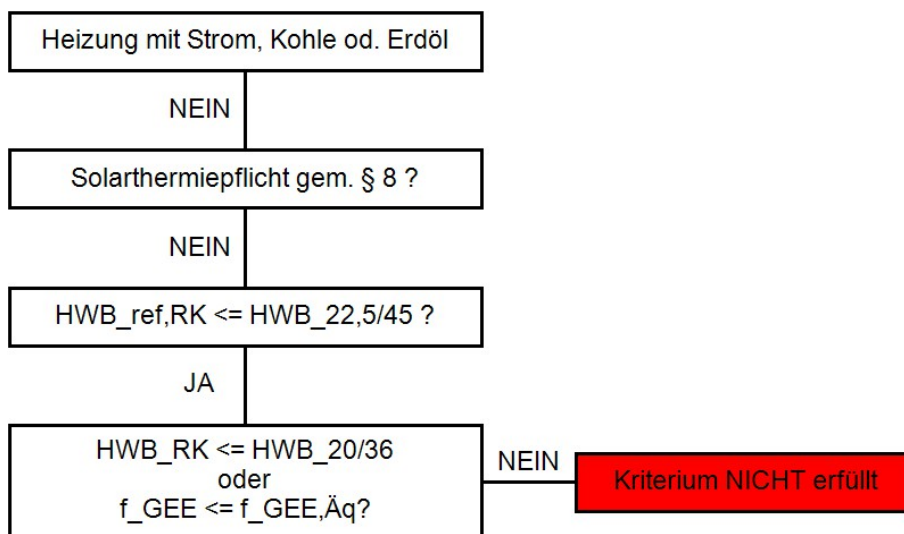 Heizung mit Strom, Kohle od. Erdöl
NEIN
Solarthermiepflicht gem. § 8 ?
NEIN
HWB_ref,RK <= HWB_22,5/45 ?
JA
HWB_RK <= HWB_20/36
oder
f_GEE <= f_GEE,Äq?
NEIN
Kriterium NICHT erfüllt